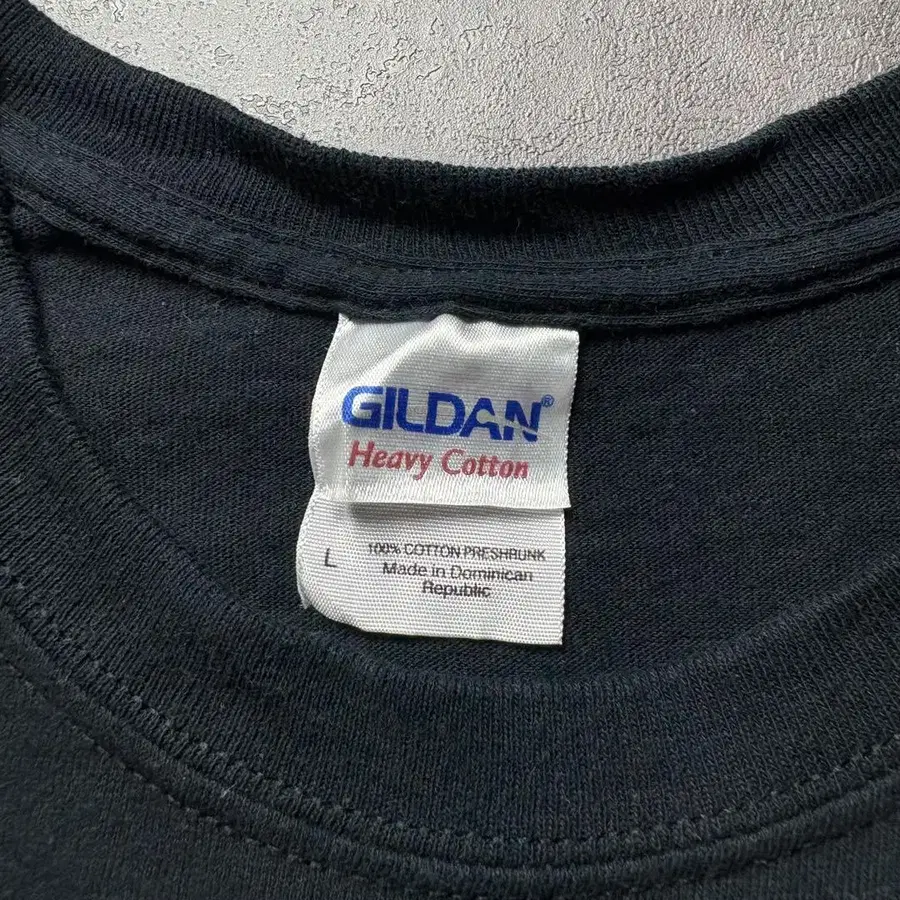 GILDAN®
Heavy Cotton
L
100% COTTON PRESHRUNK
Made in Dominican
Republic